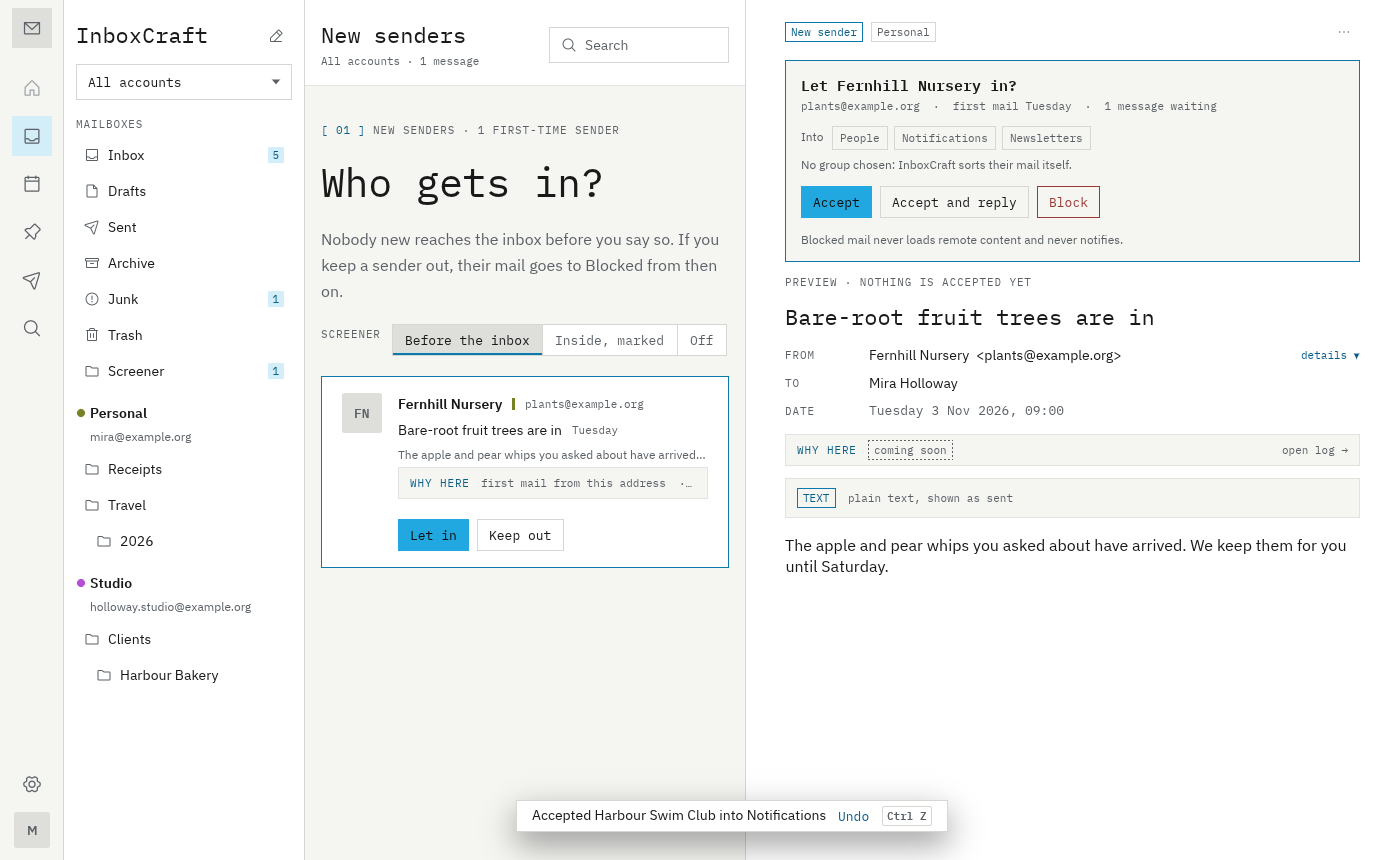 InboxCraft
All accounts
MAILBOXES
Inbox 5
Drafts
Sent
Archive
Junk 1
Trash
Screener 1
Personal
mira@example.org
Receipts
Travel
2026
Studio
holloway.studio@example.org
Clients
Harbour Bakery
M
New senders
All accounts · 1 message
Search
[ 01 ] NEW SENDERS · 1 FIRST-TIME SENDER
Who gets in?
Nobody new reaches the inbox before you say so. If you
keep a sender out, their mail goes to Blocked from then
on.
SCREENER Before the inbox Inside, marked Off
FN
Fernhill Nursery plants@example.org
Bare-root fruit trees are in Tuesday
The apple and pear whips you asked about have arrived…
WHY HERE first mail from this address ·…
Let in Keep out
New sender Personal ···
Let Fernhill Nursery in?
plants@example.org · first mail Tuesday · 1 message waiting
Into People Notifications Newsletters
No group chosen: InboxCraft sorts their mail itself.
Accept Accept and reply Block
Blocked mail never loads remote content and never notifies.
PREVIEW · NOTHING IS ACCEPTED YET
Bare-root fruit trees are in
FROM Fernhill Nursery <plants@example.org> details ▾
TO Mira Holloway
DATE Tuesday 3 Nov 2026, 09:00
WHY HERE coming soon open log →
TEXT plain text, shown as sent
The apple and pear whips you asked about have arrived. We keep them for you
until Saturday.
Accepted Harbour Swim Club into Notifications Undo Ctrl Z